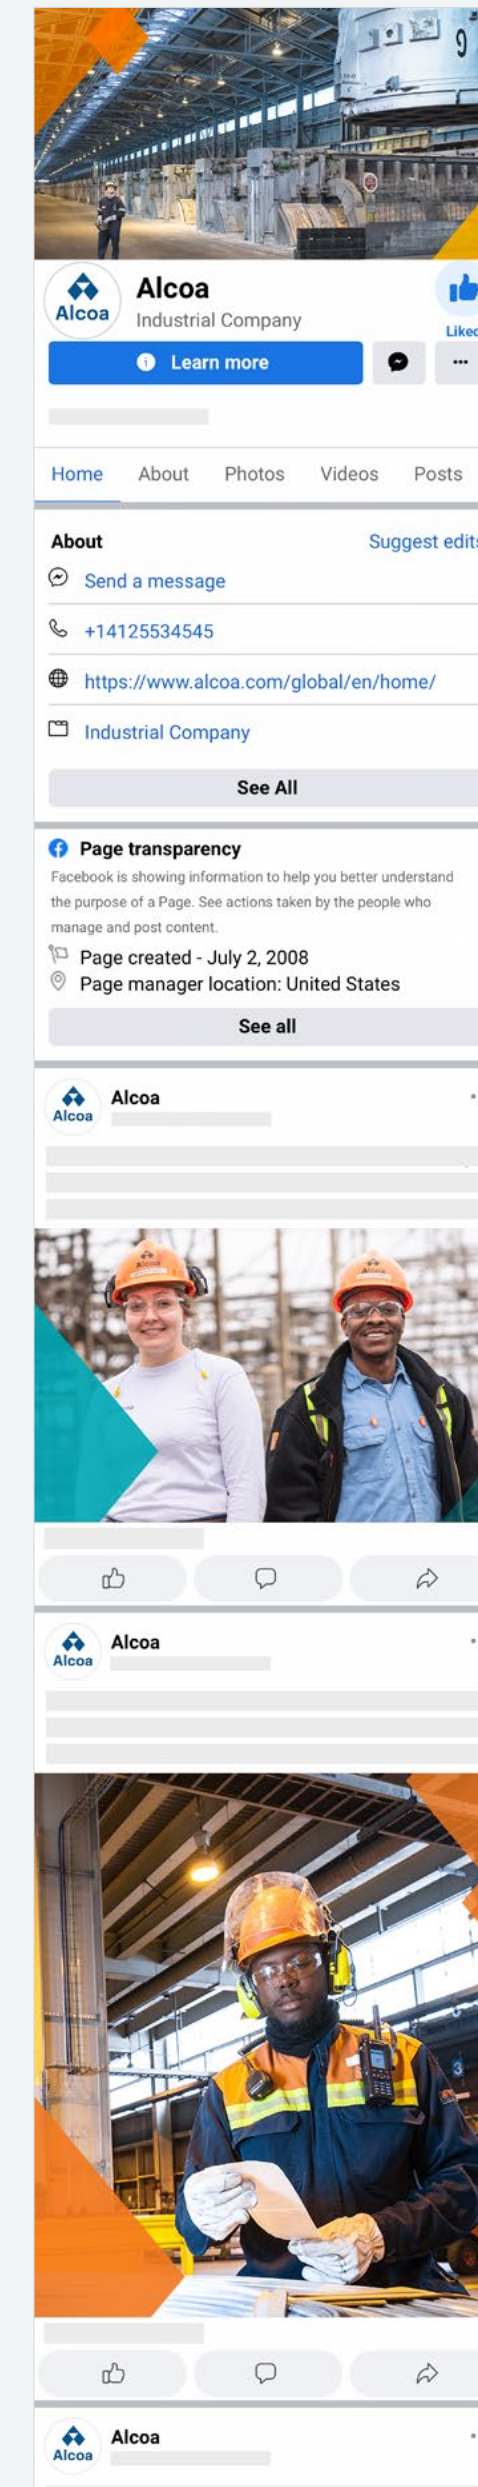 Alcoa
Alcoa
Industrial Company
Liked
Learn more
Home About Photos Videos Posts
About Suggest edits
Send a message
+14125534545
https://www.alcoa.com/global/en/home/
Industrial Company
See All
Page transparency
Facebook is showing information to help you better understand
the purpose of a Page. See actions taken by the people who
manage and post content.
Page created - July 2, 2008
Page manager location: United States
See all
Alcoa
Alcoa
Alcoa
Alcoa
Alcoa
Alcoa
3
Alcoa
Alcoa